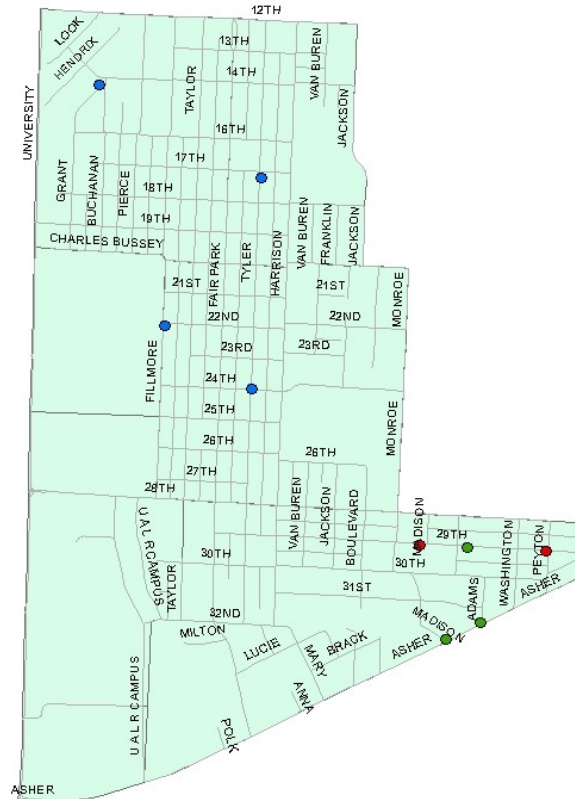 12TH
LOOK
HENDRIX
13TH
VAN BUREN
14TH
TAYLOR
UNIVERSITY
JACKSON
16TH
17TH
GRANT
BUCHANAN
PIERCE
18TH
19TH
CHARLES BUSSEY
VAN BUREN
FRANKLIN
JACKSON
FAIR PARK
TYLER
HARRISON
21ST
21ST
MONROE
22ND
22ND
FILLMORE
23RD
23RD
24TH
25TH
MONROE
26TH
26TH
27TH
28TH
VAN BUREN
JACKSON
BOULEVARD
MADISON
29TH
WASHINGTON
PEYTON
UALR CAMPUS
30TH
30TH
TAYLOR
31ST
ADAMS
ASHER
32ND
MILTON
MADISON
LUCIE
MARY
BRACK
ASHER
UALR CAMPUS
ANNA
POLK
ASHER